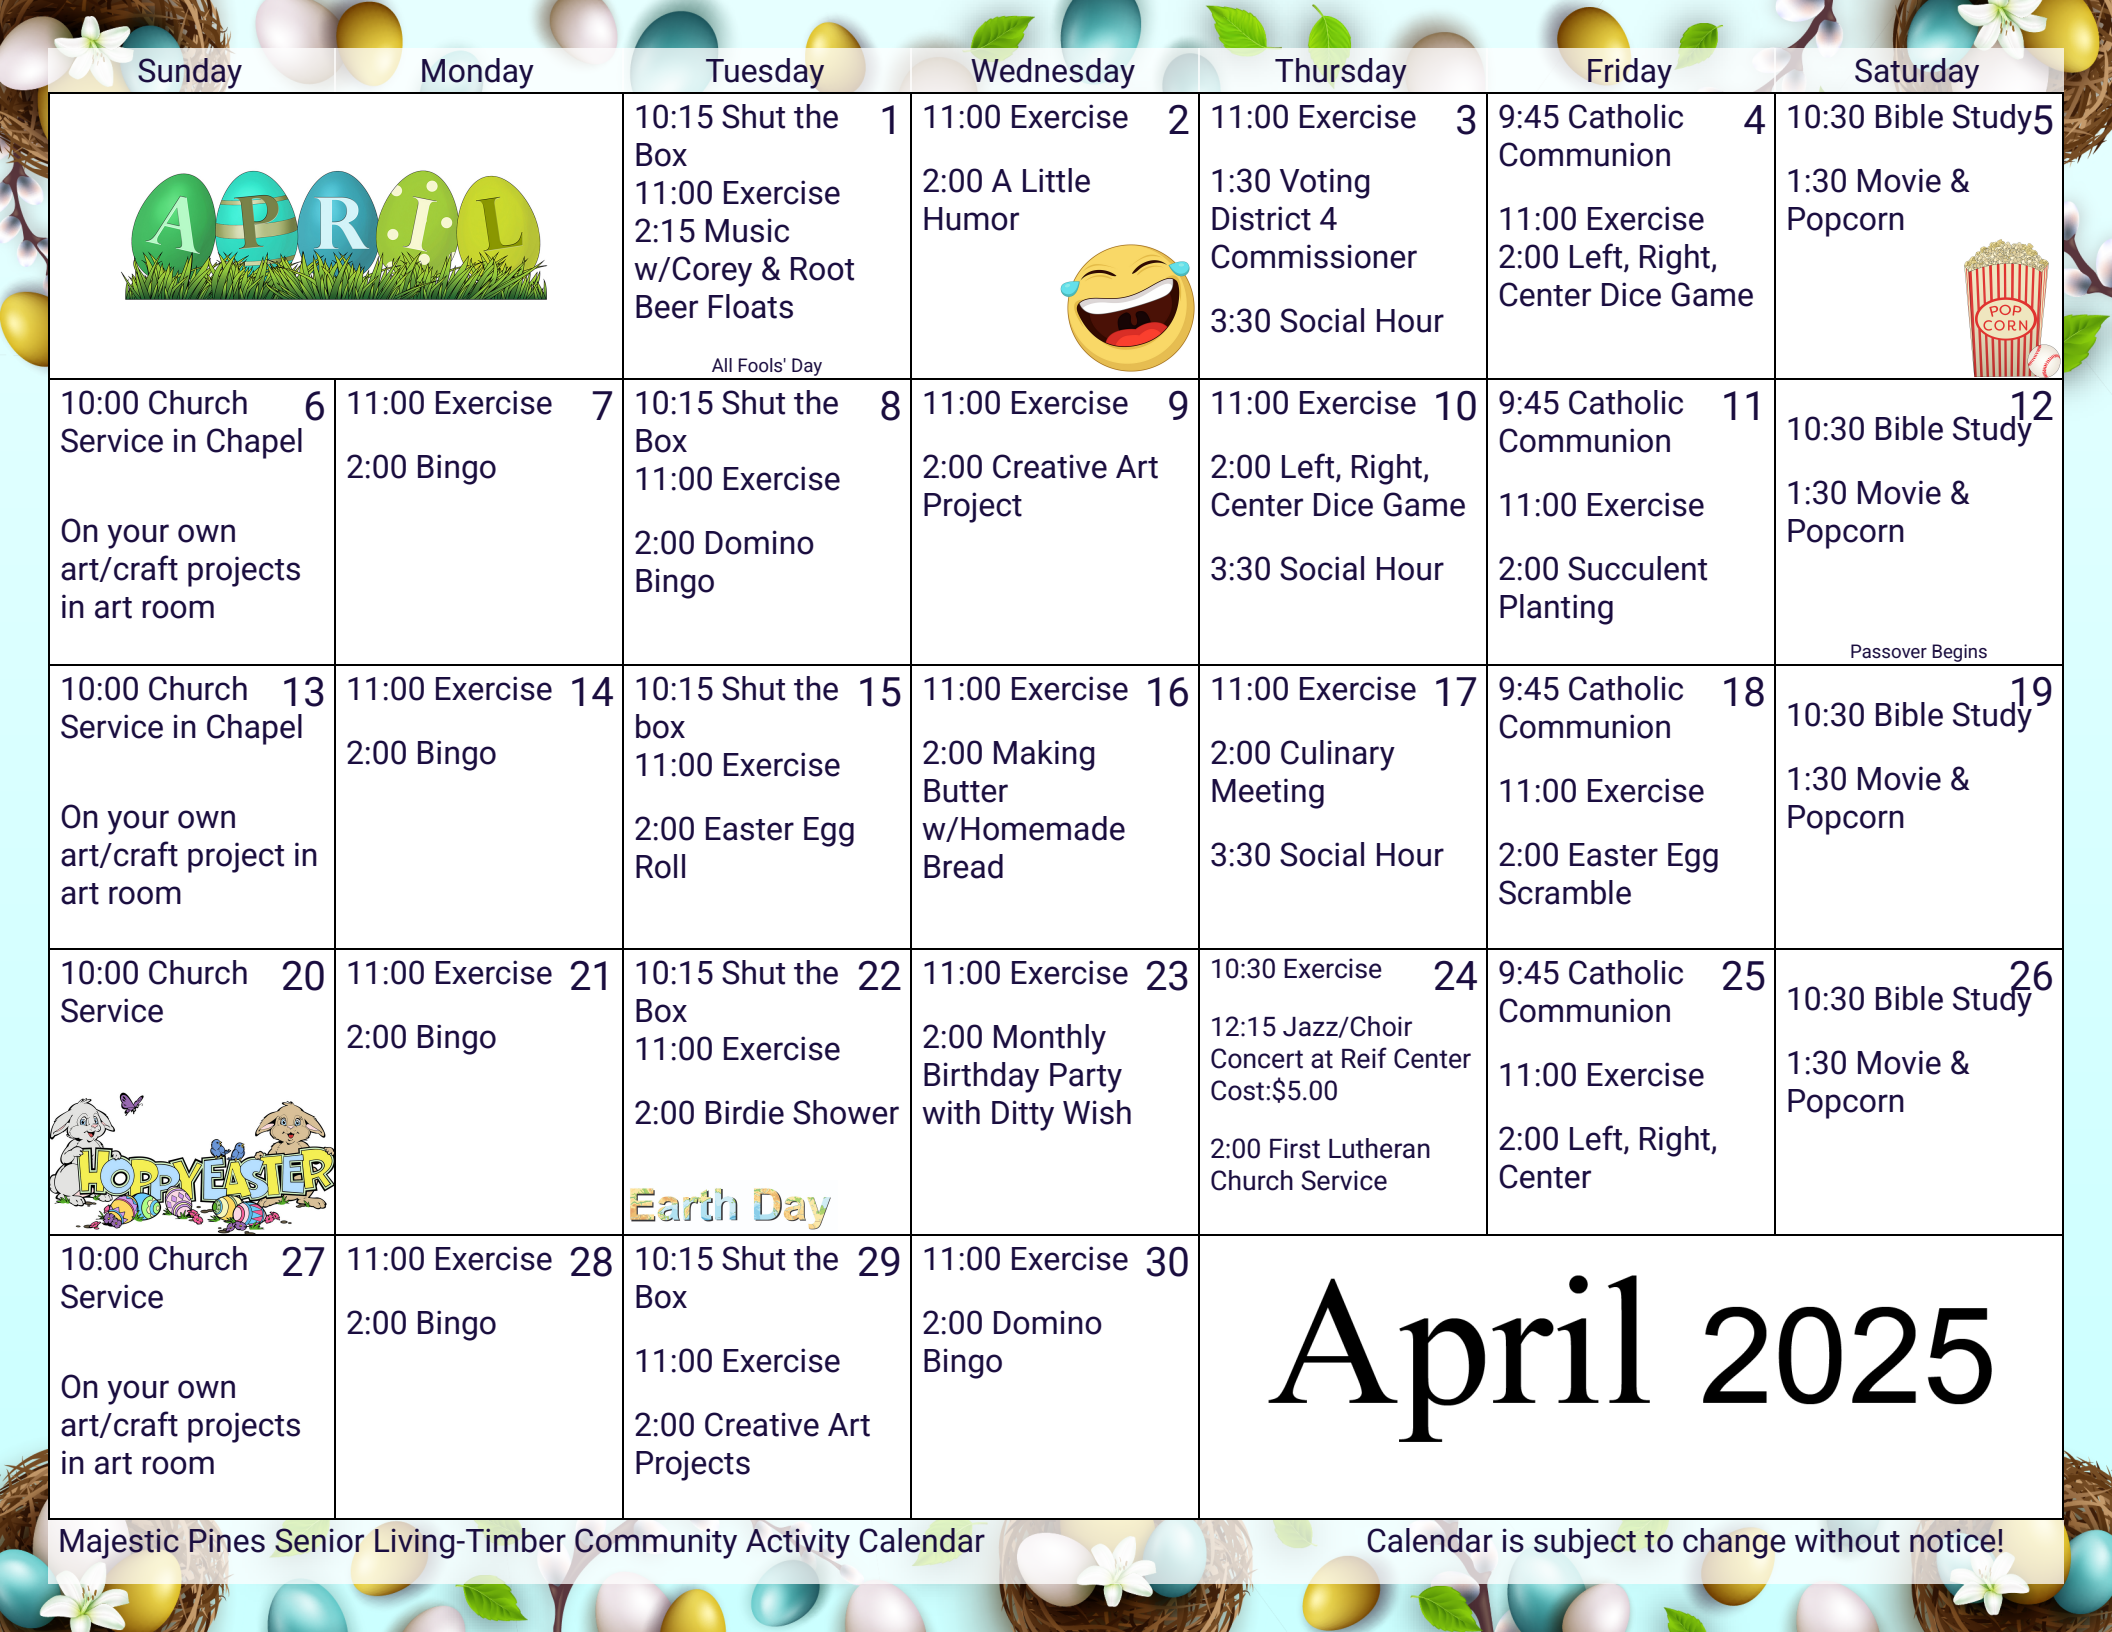 Sunday Monday Tuesday Wednesday Thursday Friday Saturday
APRIL
10:15 Shut the 1
Box
11:00 Exercise
2:15 Music
w/Corey & Root
Beer Floats
All Fools' Day
11:00 Exercise 2
2:00 A Little
Humor
11:00 Exercise 3
1:30 Voting
District 4
Commissioner
3:30 Social Hour
9:45 Catholic 4
Communion
11:00 Exercise
2:00 Left, Right,
Center Dice Game
10:30 Bible Study 5
1:30 Movie &
Popcorn
POP
CORN
10:00 Church 6
Service in Chapel
On your own
art/craft projects
in art room
11:00 Exercise 7
2:00 Bingo
10:15 Shut the 8
Box
11:00 Exercise
2:00 Domino
Bingo
11:00 Exercise 9
2:00 Creative Art
Project
11:00 Exercise 10
2:00 Left, Right,
Center Dice Game
3:30 Social Hour
9:45 Catholic 11
Communion
11:00 Exercise
2:00 Succulent
Planting
12
10:30 Bible Study
1:30 Movie &
Popcorn
Passover Begins
10:00 Church 13
Service in Chapel
On your own
art/craft project in
art room
11:00 Exercise 14
2:00 Bingo
10:15 Shut the 15
box
11:00 Exercise
2:00 Easter Egg
Roll
11:00 Exercise 16
2:00 Making
Butter
w/Homemade
Bread
11:00 Exercise 17
2:00 Culinary
Meeting
3:30 Social Hour
9:45 Catholic 18
Communion
11:00 Exercise
2:00 Easter Egg
Scramble
19
10:30 Bible Study
1:30 Movie &
Popcorn
10:00 Church 20
Service
HOPPY EASTER
11:00 Exercise 21
2:00 Bingo
10:15 Shut the 22
Box
11:00 Exercise
2:00 Birdie Shower
Earth Day
11:00 Exercise 23
2:00 Monthly
Birthday Party
with Ditty Wish
10:30 Exercise 24
12:15 Jazz/Choir
Concert at Reif Center
Cost:$5.00
2:00 First Lutheran
Church Service
9:45 Catholic 25
Communion
11:00 Exercise
2:00 Left, Right,
Center
26
10:30 Bible Study
1:30 Movie &
Popcorn
10:00 Church 27
Service
On your own
art/craft projects
in art room
11:00 Exercise 28
2:00 Bingo
10:15 Shut the 29
Box
11:00 Exercise
2:00 Creative Art
Projects
11:00 Exercise 30
2:00 Domino
Bingo
April 2025
Majestic Pines Senior Living-Timber Community Activity Calendar
Calendar is subject to change without notice!